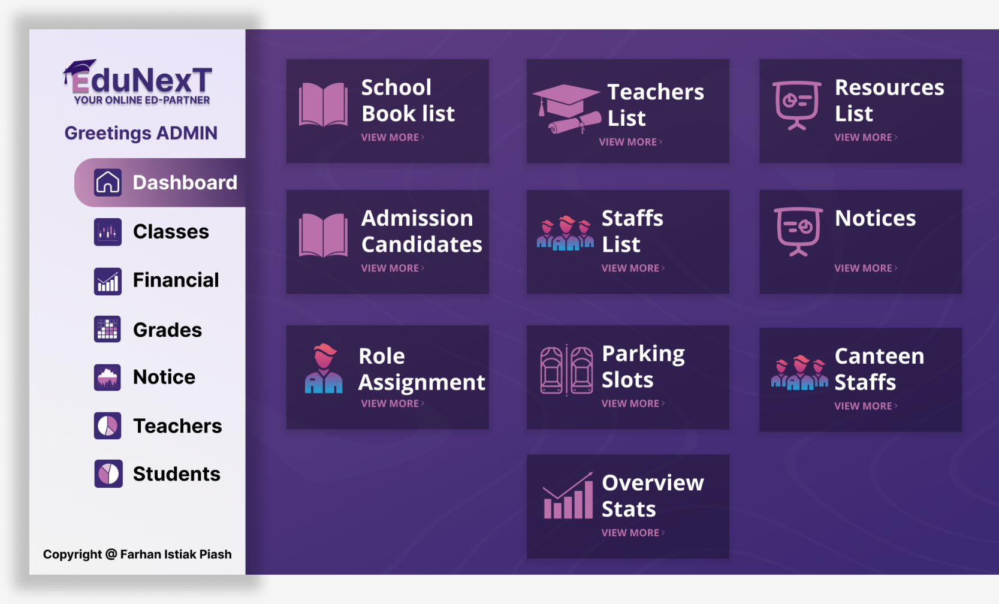 EduNexT
YOUR ONLINE ED-PARTNER
Greetings ADMIN
Dashboard
Classes
Financial
Grades
Notice
Teachers
Students
Copyright @ Farhan Istiak Piash
School
Book list
VIEW MORE >
Teachers
List
VIEW MORE >
Resources
List
VIEW MORE >
Admission
Candidates
VIEW MORE >
Staffs
List
VIEW MORE >
Notices
VIEW MORE >
Role
Assignment
VIEW MORE >
Parking
Slots
VIEW MORE >
Canteen
Staffs
VIEW MORE >
Overview
Stats
VIEW MORE >